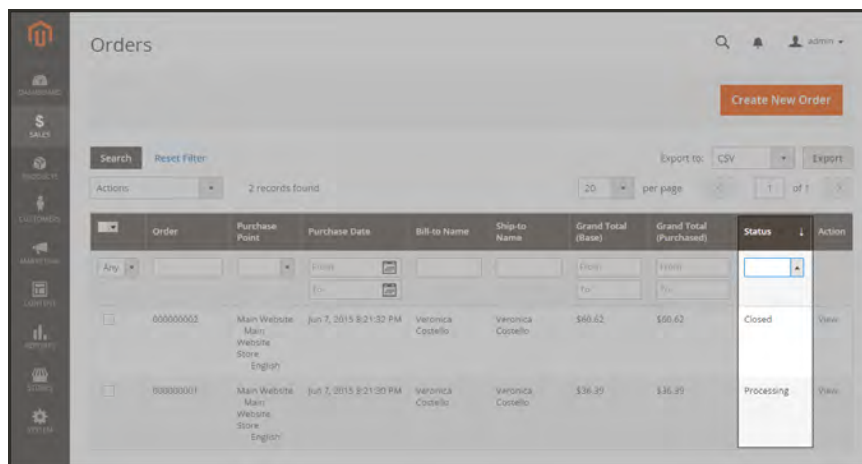 Orders
admin
DASHBOARD
Create New Order
$
SALES
Search Reset Filter Export to: CSV Export
PRODUCTS
Actions 2 records found 20 per page 1 of 1
CUSTOMERS
Order Purchase Point Purchase Date Bill-to Name Ship-to Name Grand Total (Base) Grand Total (Purchased) Status ↓ Action
MARKETING
Any From From From
To To To
CONTENT
000000002 Main Website Jun 7, 2015 8:21:32 PM Veronica Costello Veronica Costello $60.62 $60.62 Closed View
Main
Website
Store
English
REPORTS
000000001 Main Website Jun 7, 2015 8:21:30 PM Veronica Costello Veronica Costello $36.39 $36.39 Processing View
Main
Website
Store
English
STORES
SYSTEM